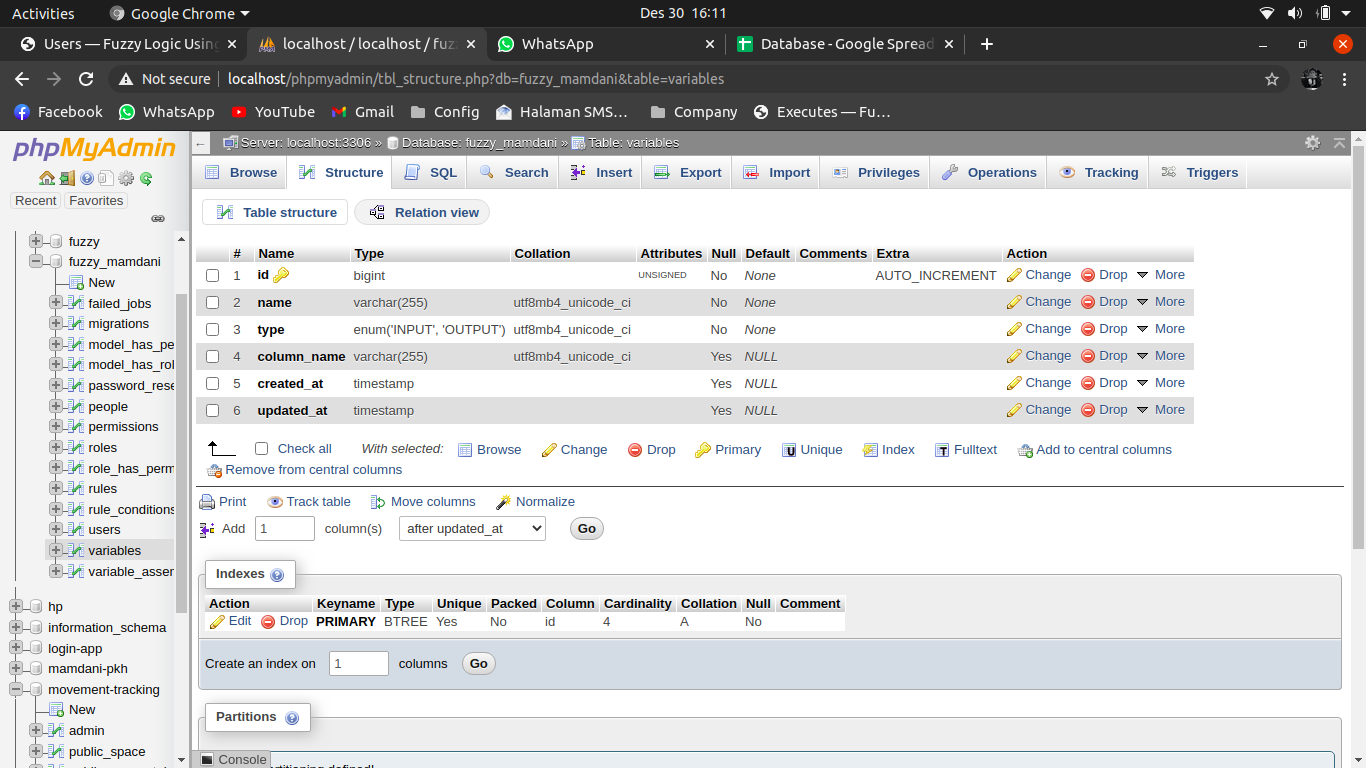 Activities
Google Chrome
Des 30 16:11
Users — Fuzzy Logic Using
localhost / localhost / fuzz
WhatsApp
Database - Google Spread
Not secure
localhost/phpmyadmin/tbl_structure.php?db=fuzzy_mamdani&table=variables
Facebook
WhatsApp
YouTube
Gmail
Config
Halaman SMS…
Company
Executes — Fu…
phpMyAdmin
Recent
Favorites
fuzzy
fuzzy_mamdani
New
failed_jobs
migrations
model_has_pe
model_has_rol
password_rese
people
permissions
roles
role_has_perm
rules
rule_conditions
users
variables
variable_assem
hp
information_schema
login-app
mamdani-pkh
movement-tracking
New
admin
public_space
Server: localhost:3306 » Database: fuzzy_mamdani » Table: variables
Browse Structure SQL Search Insert Export Import Privileges Operations Tracking Triggers
Table structure Relation view
# Name Type Collation Attributes Null Default Comments Extra Action
1 id bigint UNSIGNED No None AUTO_INCREMENT Change Drop More
2 name varchar(255) utf8mb4_unicode_ci No None Change Drop More
3 type enum('INPUT', 'OUTPUT') utf8mb4_unicode_ci No None Change Drop More
4 column_name varchar(255) utf8mb4_unicode_ci Yes NULL Change Drop More
5 created_at timestamp Yes NULL Change Drop More
6 updated_at timestamp Yes NULL Change Drop More
Check all With selected: Browse Change Drop Primary Unique Index Fulltext Add to central columns
Remove from central columns
Print Track table Move columns Normalize
Add 1 column(s) after updated_at Go
Indexes
Action Keyname Type Unique Packed Column Cardinality Collation Null Comment
Edit Drop PRIMARY BTREE Yes No id 4 A No
Create an index on 1 columns Go
Partitions
Console